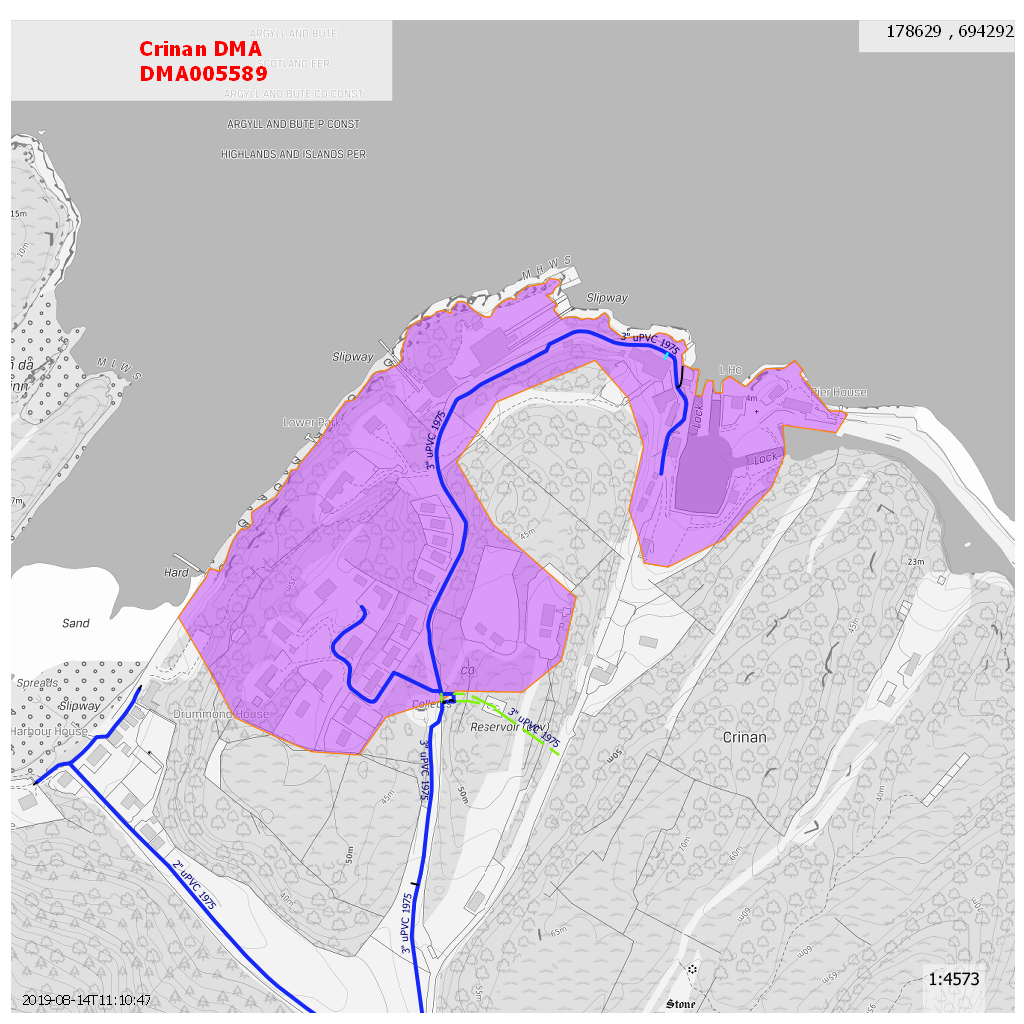 ARGYLL AND BUTE
Crinan DMA
SCOTLAND EER
DMA005589
ARGYLL AND BUTE CO CONST
ARGYLL AND BUTE P CONST
HIGHLANDS AND ISLANDS PER
178629 , 694292
15m
10m
M H W S
Slipway
3" uPVC 1975
Slipway
M L W S
L Ho
Pier House
4m
Lower Park
3" uPVC 1975
LOCK
LOCK
7m
45m
Hard
23m
Sand
45m
CG
Spreads
Slipway
Drummond House
Harbour House
3" uPVC 1975
Crinan
3" uPVC 1975
50m
45m
50m
40m
50m
70m
60m
2" uPVC 1975
40m
3" uPVC 1975
65m
60m
60m
65m
55m
1:4573
2019-08-14T11:10:47
Stone